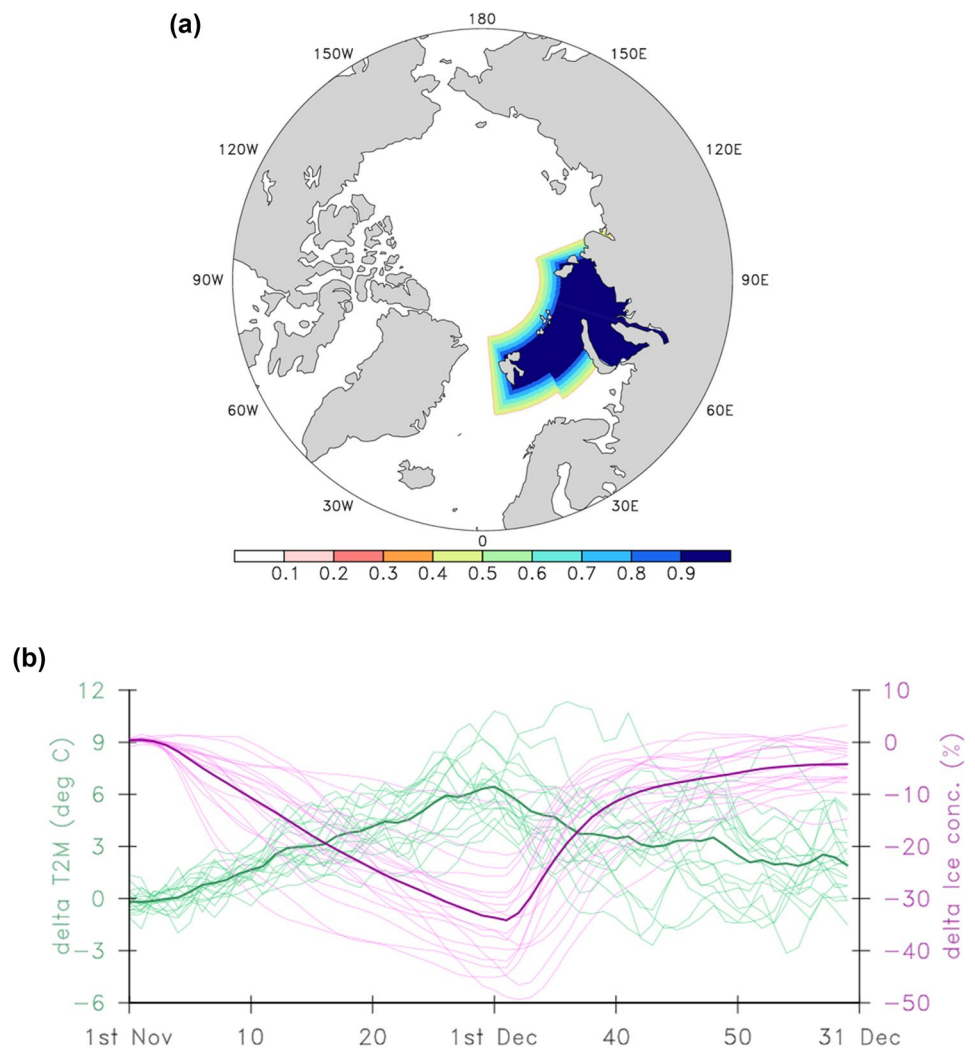 (a)
180
150W 150E
120W 120E
90W 90E
60W 60E
30W 30E
0
0.1 0.2 0.3 0.4 0.5 0.6 0.7 0.8 0.9
(b)
12 10
9 0
6 -10
3 -20
0 -30
-3 -40
-6 -50
delta T2M (deg C)
delta Ice conc. (%)
1st Nov 10 20 1st Dec 40 50 31 Dec